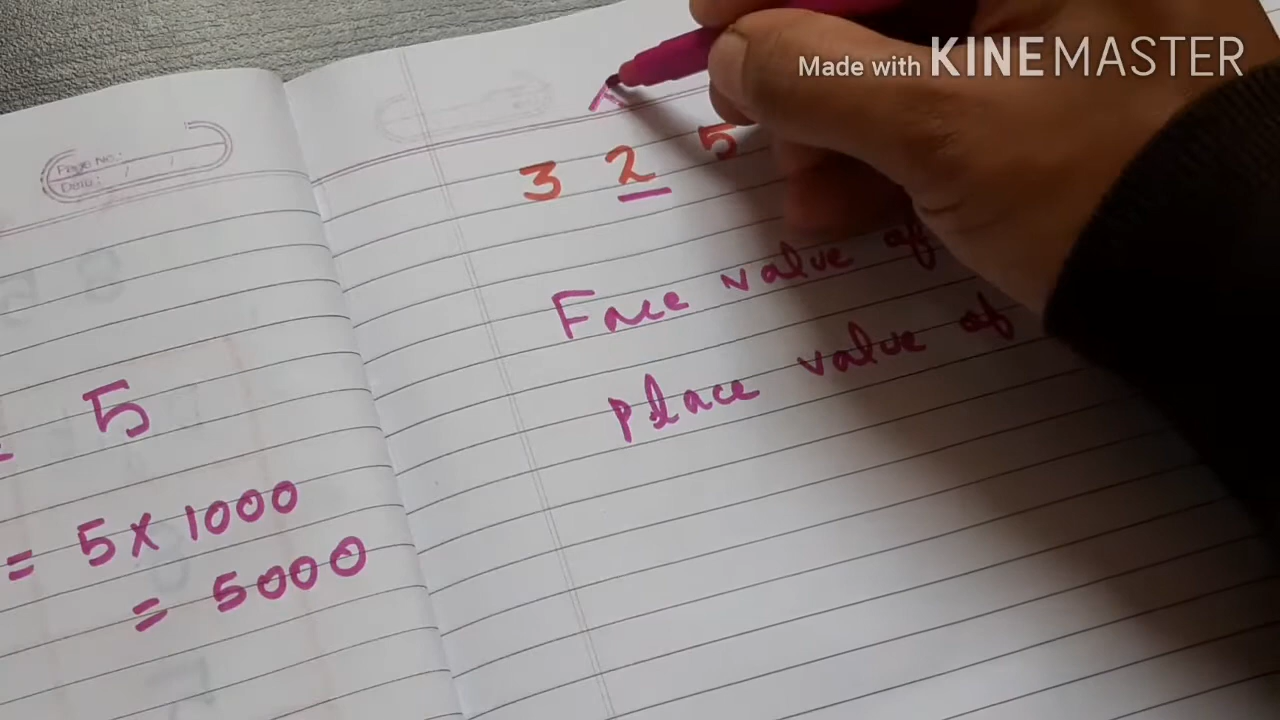 Made with KINEMASTER
Page No.:
Date: / /
5
= 5 x 1000
= 5000
3 2 5
Face value of
Place value of